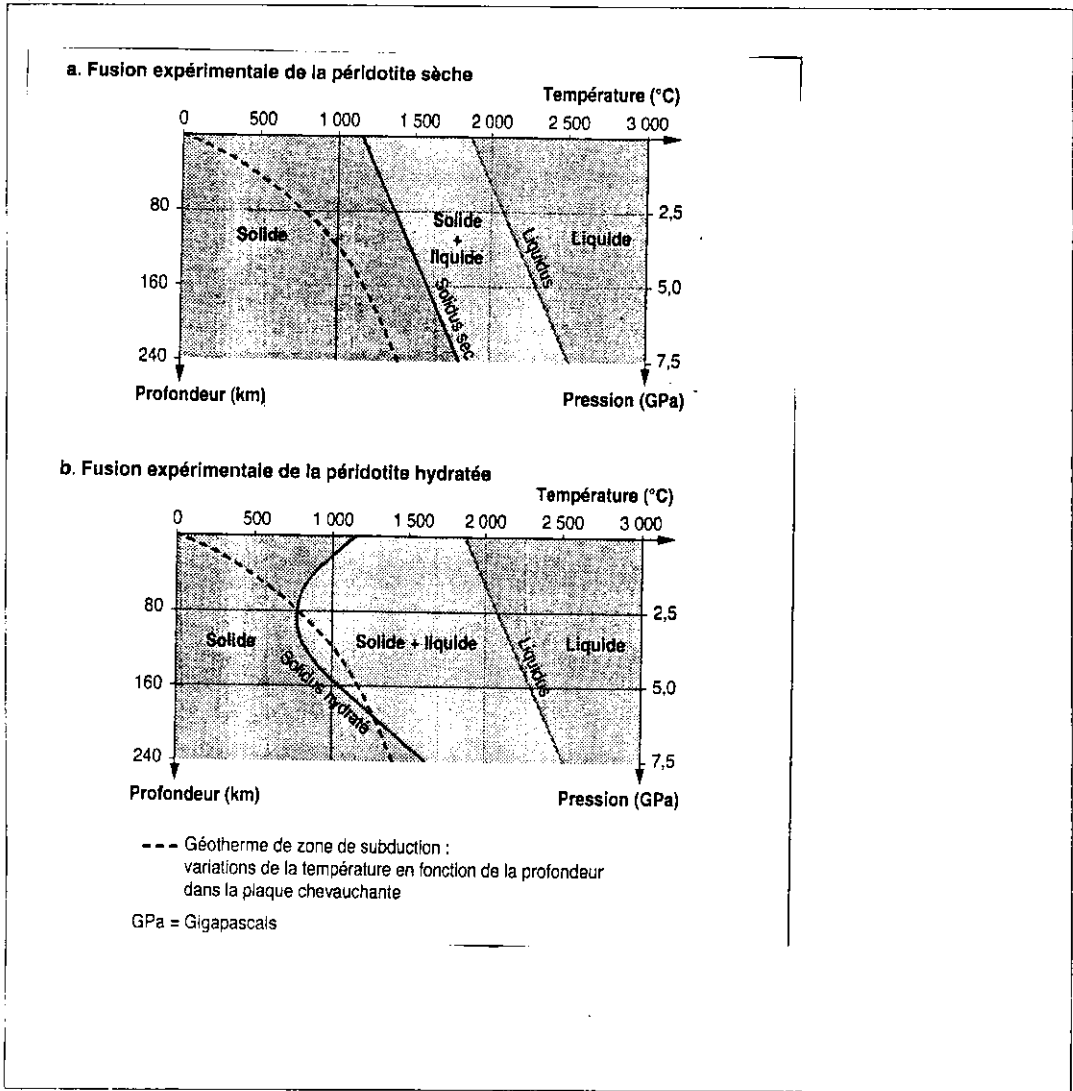 a. Fusion expérimentale de la péridotite sèche
Température (°C)
0 500 1 000 1 500 2 000 2 500 3 000
80
2,5
Solide
Solide
+
liquide
Liquidus
Liquide
160
5,0
Solidus sec
240
7,5
Profondeur (km)
Pression (GPa)
b. Fusion expérimentale de la péridotite hydratée
Température (°C)
0 500 1 000 1 500 2 000 2 500 3 000
80
2,5
Solide
Solidus hydraté
Solide + liquide
Liquidus
Liquide
160
5,0
240
7,5
Profondeur (km)
Pression (GPa)
Géotherme de zone de subduction :
variations de la température en fonction de la profondeur
dans la plaque chevauchante
GPa = Gigapascals